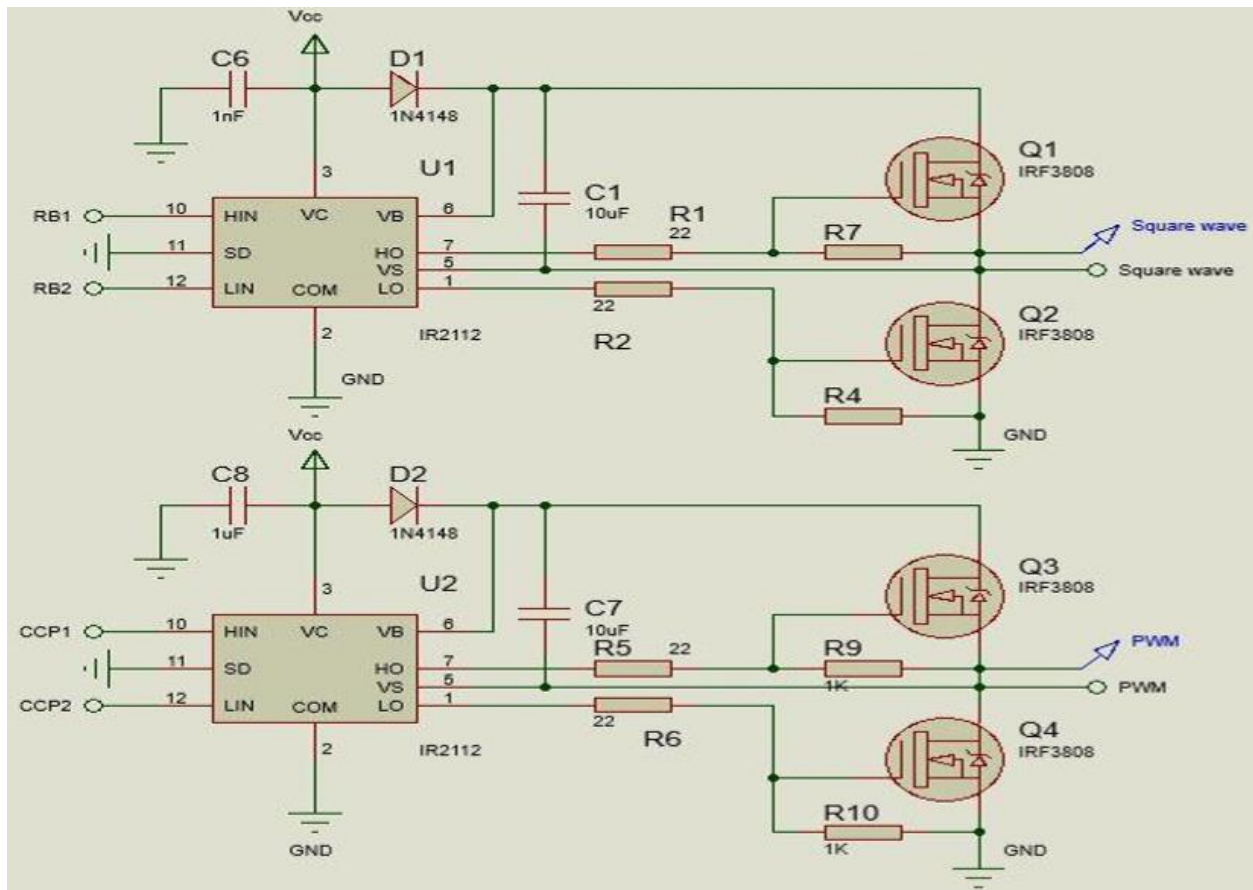 Vcc
C6
1nF
D1
1N4148
U1
3
RB1
10
HIN
VC
VB
6
C1
10uF
R1
22
11
SD
HO
7
VS
5
RB2
12
LIN
COM
LO
1
22
R2
2
IR2112
GND
R7
Q1
IRF3808
Square wave
Square wave
Q2
IRF3808
R4
GND
Vcc
C8
1uF
D2
1N4148
U2
3
CCP1
10
HIN
VC
VB
6
C7
10uF
R5
22
11
SD
HO
7
VS
5
CCP2
12
LIN
COM
LO
1
22
R6
2
IR2112
GND
R9
1K
Q3
IRF3808
PWM
PWM
Q4
IRF3808
R10
1K
GND